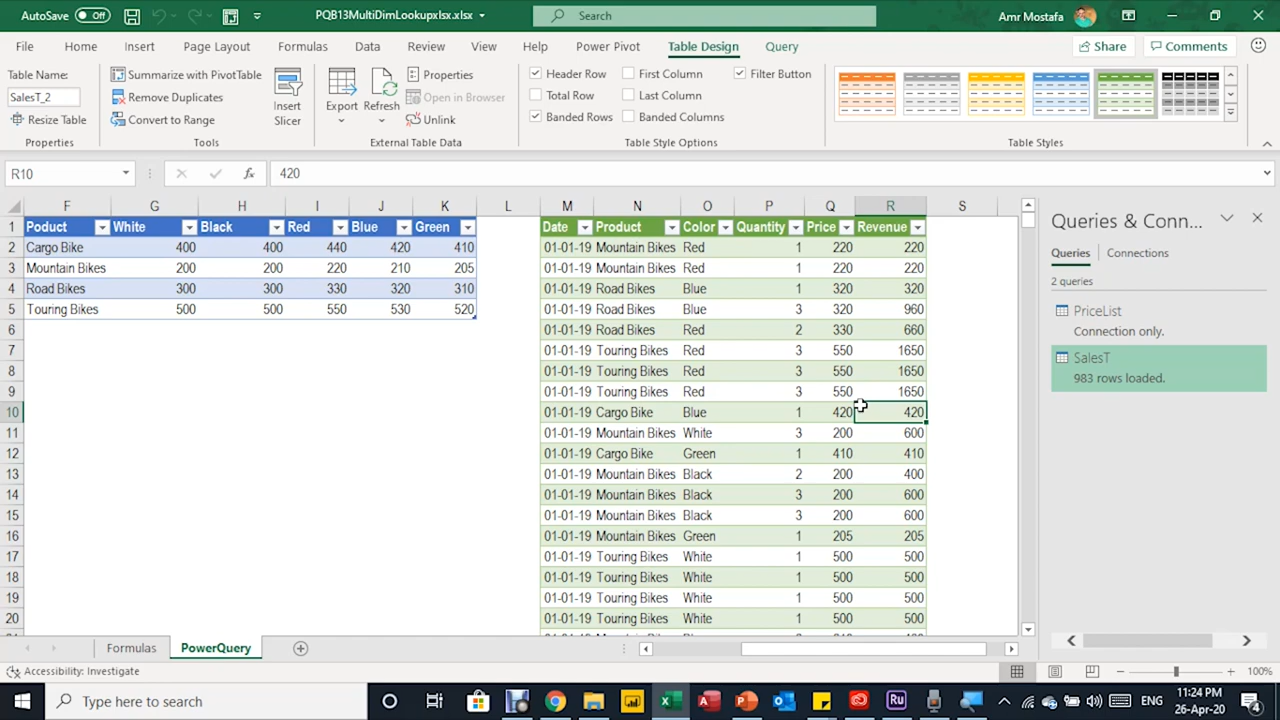 AutoSave Off PQB13MultiDimLookupxlsx.xlsx Search Amr Mostafa
File Home Insert Page Layout Formulas Data Review View Help Power Pivot Table Design Query Share Comments
Table Name: Summarize with PivotTable Properties Header Row First Column Filter Button
SalesT_2 Remove Duplicates Insert Slicer Export Refresh Open in Browser Total Row Last Column
Resize Table Convert to Range Unlink Banded Rows Banded Columns
Properties Tools External Table Data Table Style Options Table Styles
R10 fx 420
F G H I J K L M N O P Q R S
1 Poduct White Black Red Blue Green Date Product Color Quantity Price Revenue
2 Cargo Bike 400 400 440 420 410 01-01-19 Mountain Bikes Red 1 220 220
3 Mountain Bikes 200 200 220 210 205 01-01-19 Mountain Bikes Red 1 220 220
4 Road Bikes 300 300 330 320 310 01-01-19 Road Bikes Blue 1 320 320
5 Touring Bikes 500 500 550 530 520 01-01-19 Road Bikes Blue 3 320 960
6 01-01-19 Road Bikes Red 2 330 660
7 01-01-19 Touring Bikes Red 3 550 1650
8 01-01-19 Touring Bikes Red 3 550 1650
9 01-01-19 Touring Bikes Red 3 550 1650
10 01-01-19 Cargo Bike Blue 1 420 420
11 01-01-19 Mountain Bikes White 3 200 600
12 01-01-19 Cargo Bike Green 1 410 410
13 01-01-19 Mountain Bikes Black 2 200 400
14 01-01-19 Mountain Bikes Black 3 200 600
15 01-01-19 Mountain Bikes Black 3 200 600
16 01-01-19 Mountain Bikes Green 1 205 205
17 01-01-19 Touring Bikes White 1 500 500
18 01-01-19 Touring Bikes White 1 500 500
19 01-01-19 Touring Bikes White 1 500 500
20 01-01-19 Touring Bikes White 1 500 500
Queries & Conn...
Queries Connections
2 queries
PriceList
Connection only.
SalesT
983 rows loaded.
Formulas PowerQuery
Accessibility: Investigate 100%
Type here to search ENG 11:24 PM
26-Apr-20